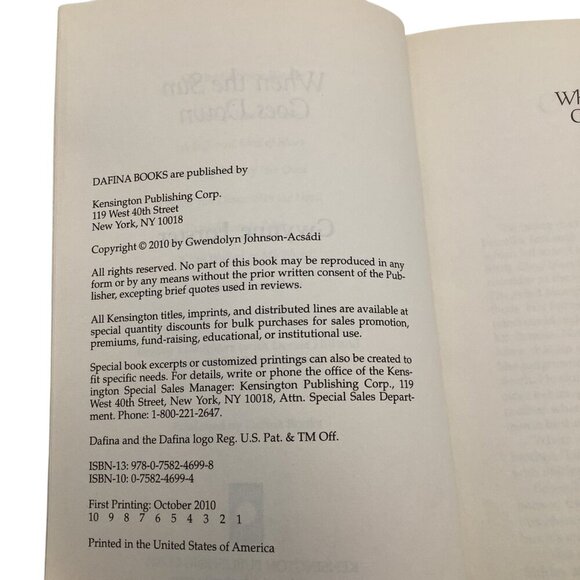 DAFINA BOOKS are published by
Kensington Publishing Corp.
119 West 40th Street
New York, NY 10018
Copyright © 2010 by Gwendolyn Johnson-Acsádi
All rights reserved. No part of this book may be reproduced in any
form or by any means without the prior written consent of the Pub-
lisher, excepting brief quotes used in reviews.
All Kensington titles, imprints, and distributed lines are available at
special quantity discounts for bulk purchases for sales promotion,
premiums, fund-raising, educational, or institutional use.
Special book excerpts or customized printings can also be created to
fit specific needs. For details, write or phone the office of the Kens-
ington Special Sales Manager: Kensington Publishing Corp., 119
West 40th Street, New York, NY 10018, Attn. Special Sales Depart-
ment. Phone: 1-800-221-2647.
Dafina and the Dafina logo Reg. U.S. Pat. & TM Off.
ISBN-13: 978-0-7582-4699-8
ISBN-10: 0-7582-4699-4
First Printing: October 2010
10 9 8 7 6 5 4 3 2 1
Printed in the United States of America
When the Sun
Goes Down